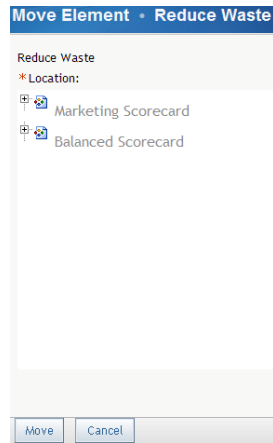 Move Element • Reduce Waste
Reduce Waste
* Location:
Marketing Scorecard
Balanced Scorecard
Move Cancel